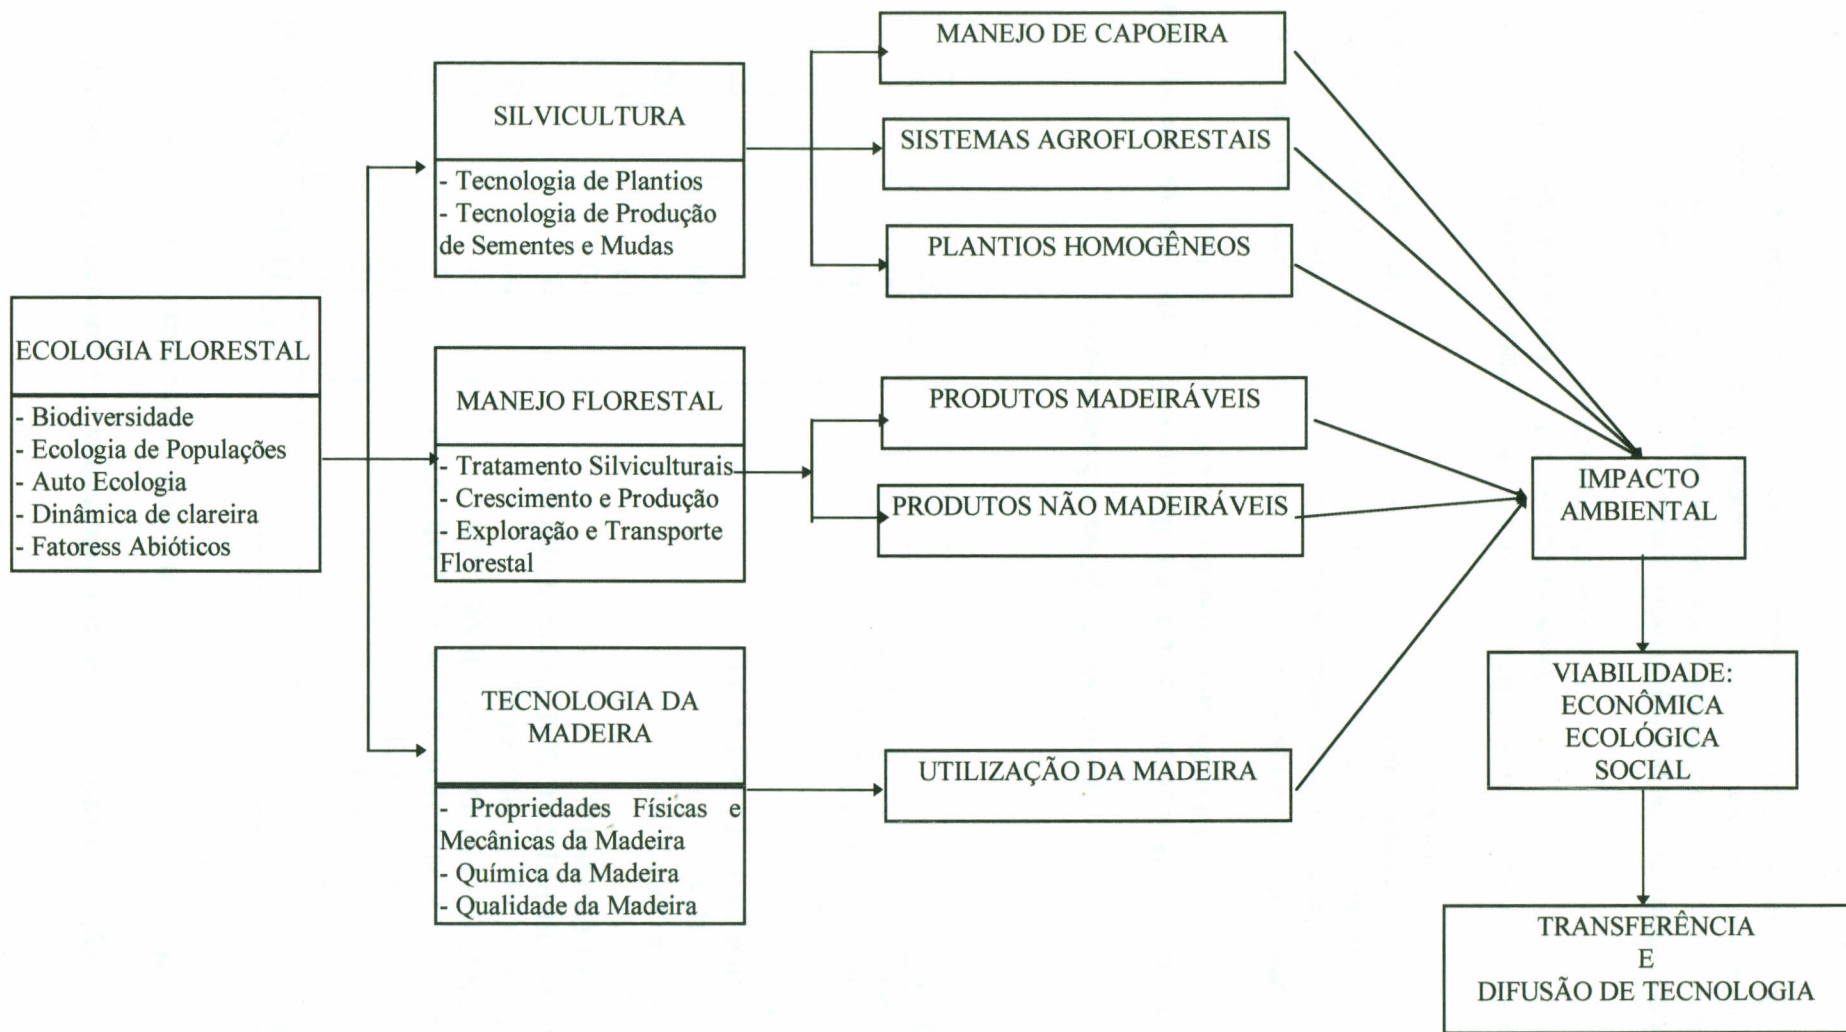 ECOLOGIA FLORESTAL
- Biodiversidade
- Ecologia de Populações
- Auto Ecologia
- Dinâmica de clareira
- Fatoress Abióticos
SILVICULTURA
- Tecnologia de Plantios
- Tecnologia de Produção
de Sementes e Mudas
MANEJO FLORESTAL
- Tratamento Silviculturais
- Crescimento e Produção
- Exploração e Transporte
Florestal
TECNOLOGIA DA
MADEIRA
- Propriedades Físicas e
Mecânicas da Madeira
- Química da Madeira
- Qualidade da Madeira
MANEJO DE CAPOEIRA
SISTEMAS AGROFLORESTAIS
PLANTIOS HOMOGÊNEOS
PRODUTOS MADEIRÁVEIS
PRODUTOS NÃO MADEIRÁVEIS
UTILIZAÇÃO DA MADEIRA
IMPACTO
AMBIENTAL
VIABILIDADE:
ECONÔMICA
ECOLÓGICA
SOCIAL
TRANSFERÊNCIA
E
DIFUSÃO DE TECNOLOGIA